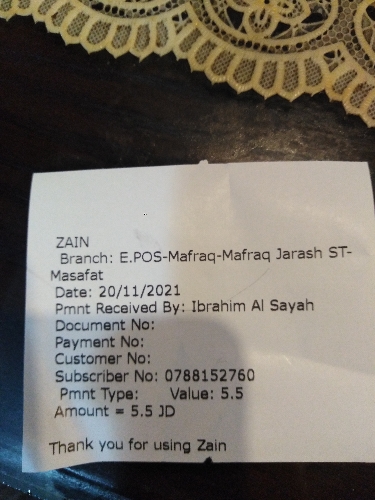 ZAIN
Branch: E.POS-Mafraq-Mafraq Jarash ST-
Masafat
Date: 20/11/2021
Pmnt Received By: Ibrahim Al Sayah
Document No:
Payment No:
Customer No:
Subscriber No: 0788152760
Pmnt Type: Value: 5.5
Amount = 5.5 JD
Thank you for using Zain